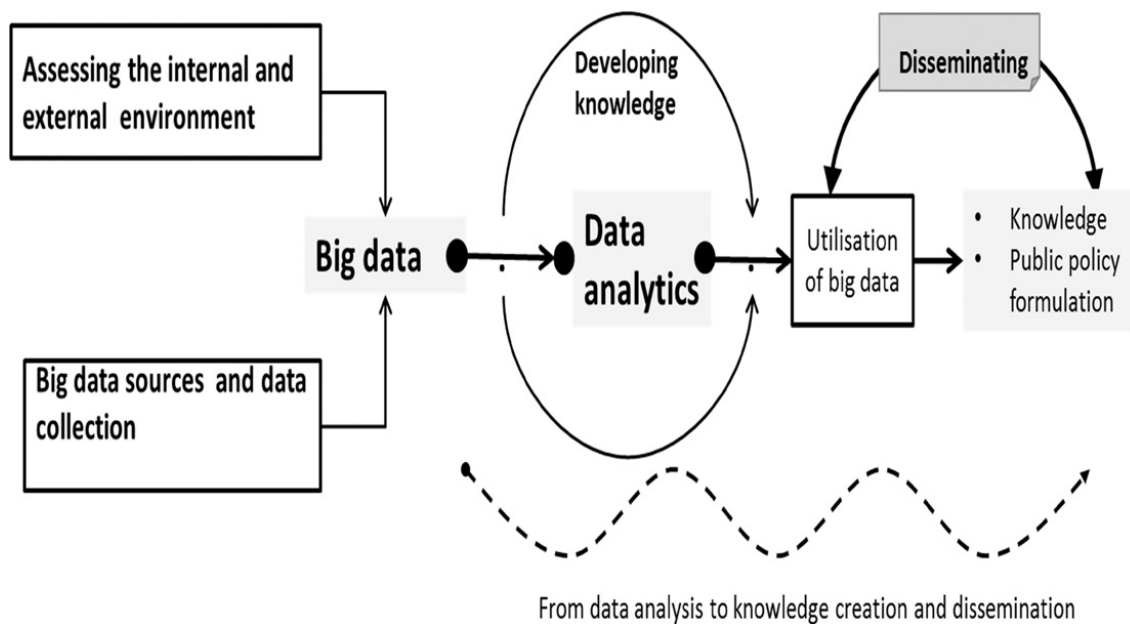 Assessing the internal and
external environment
Big data sources and data
collection
Big data
Developing
knowledge
Data
analytics
Disseminating
Utilisation
of big data
• Knowledge
• Public policy
formulation
From data analysis to knowledge creation and dissemination